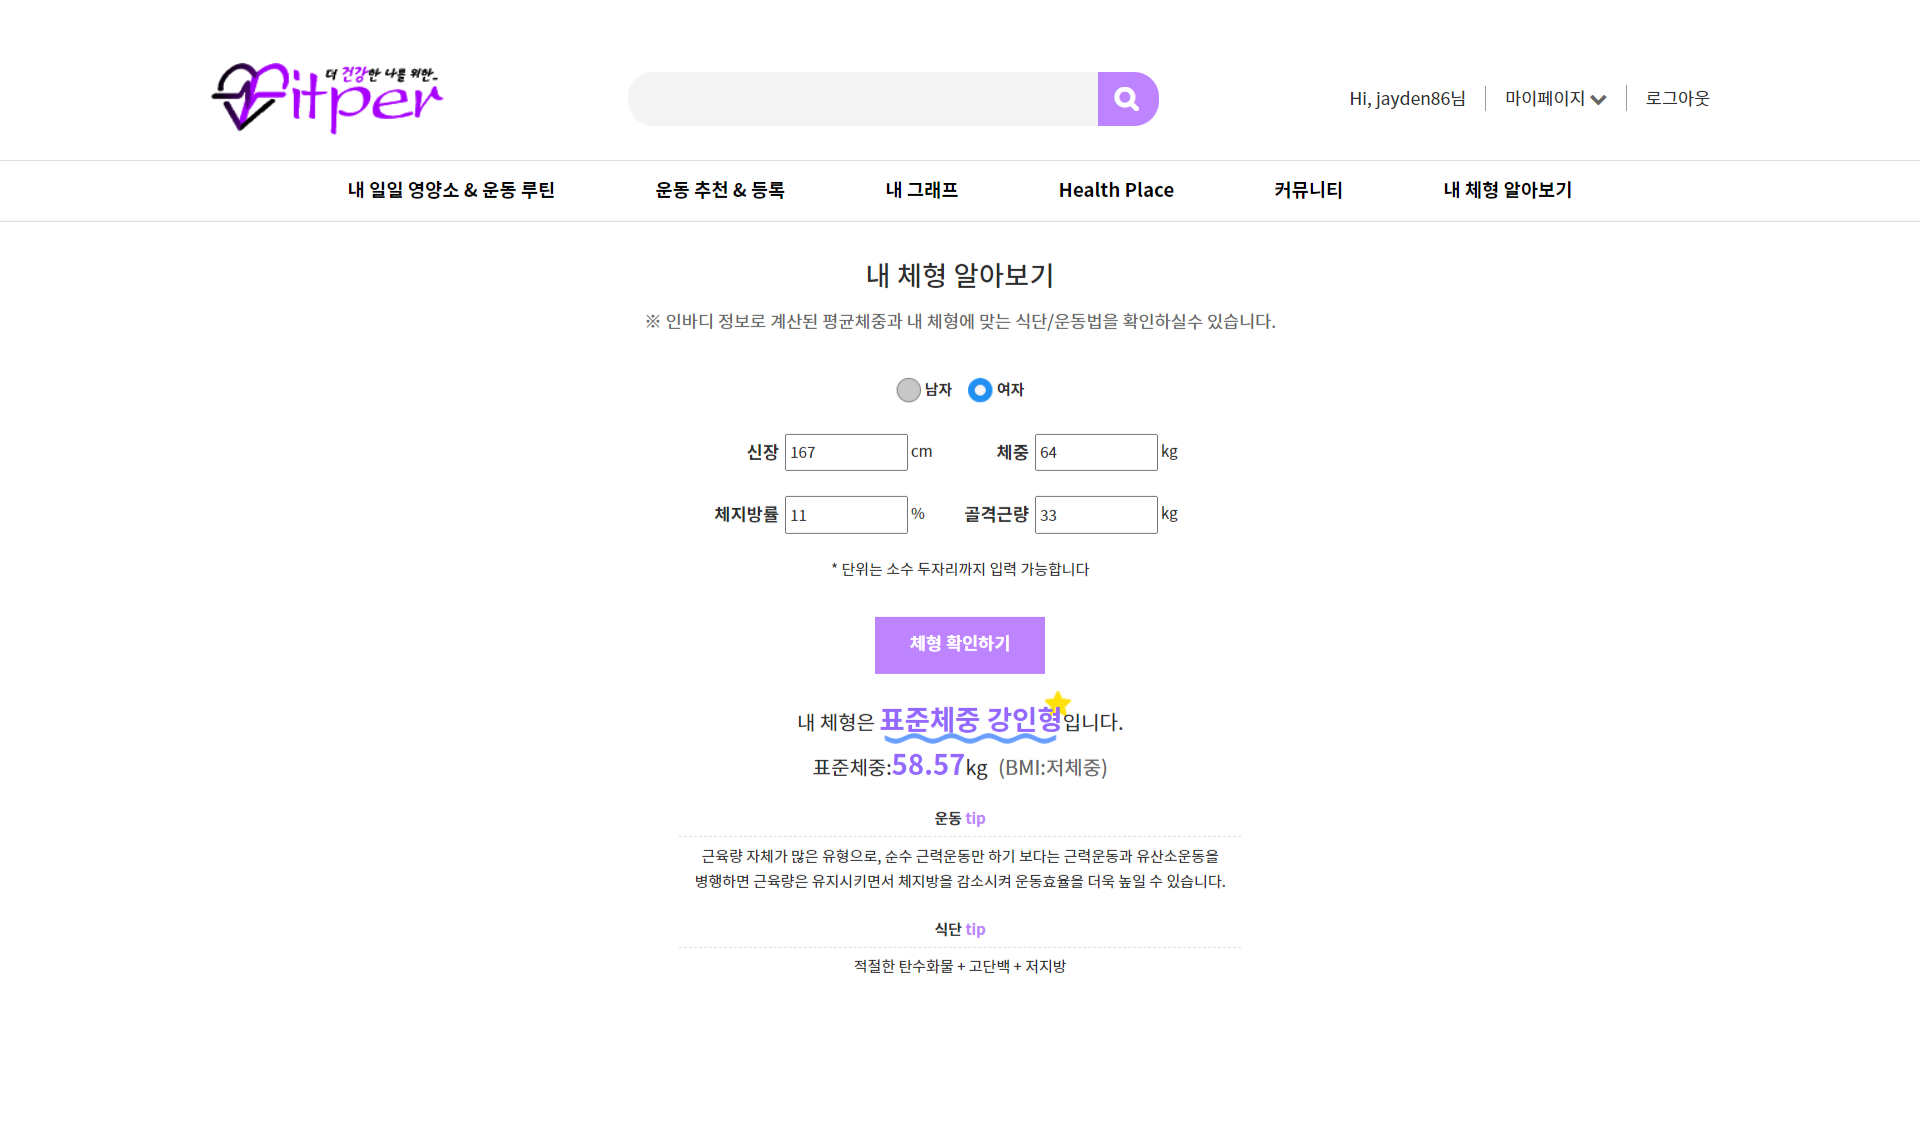 더 건강한 나를 위한..
Fitper
Hi, jayden86님
마이페이지
로그아웃
내 일일 영양소 & 운동 루틴
운동 추천 & 등록
내 그래프
Health Place
커뮤니티
내 체형 알아보기
내 체형 알아보기
※ 인바디 정보로 계산된 평균체중과 내 체형에 맞는 식단/운동법을 확인하실수 있습니다.
남자 여자
신장 167 cm 체중 64 kg
체지방률 11 % 골격근량 33 kg
* 단위는 소수 두자리까지 입력 가능합니다
체형 확인하기
내 체형은 표준체중 강인형입니다.
표준체중:58.57kg (BMI:저체중)
운동 tip
근육량 자체가 많은 유형으로, 순수 근력운동만 하기 보다는 근력운동과 유산소운동을
병행하면 근육량은 유지시키면서 체지방을 감소시켜 운동효율을 더욱 높일 수 있습니다.
식단 tip
적절한 탄수화물 + 고단백 + 저지방